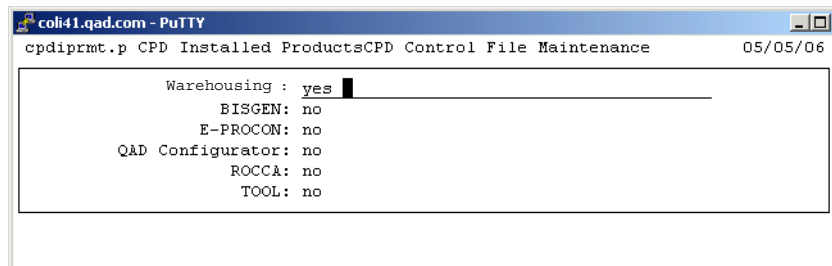 coli41.qad.com - PuTTY
cpdiprmt.p CPD Installed ProductsCPD Control File Maintenance 05/05/06
Warehousing : yes
BISGEN: no
E-PROCON: no
QAD Configurator: no
ROCCA: no
TOOL: no